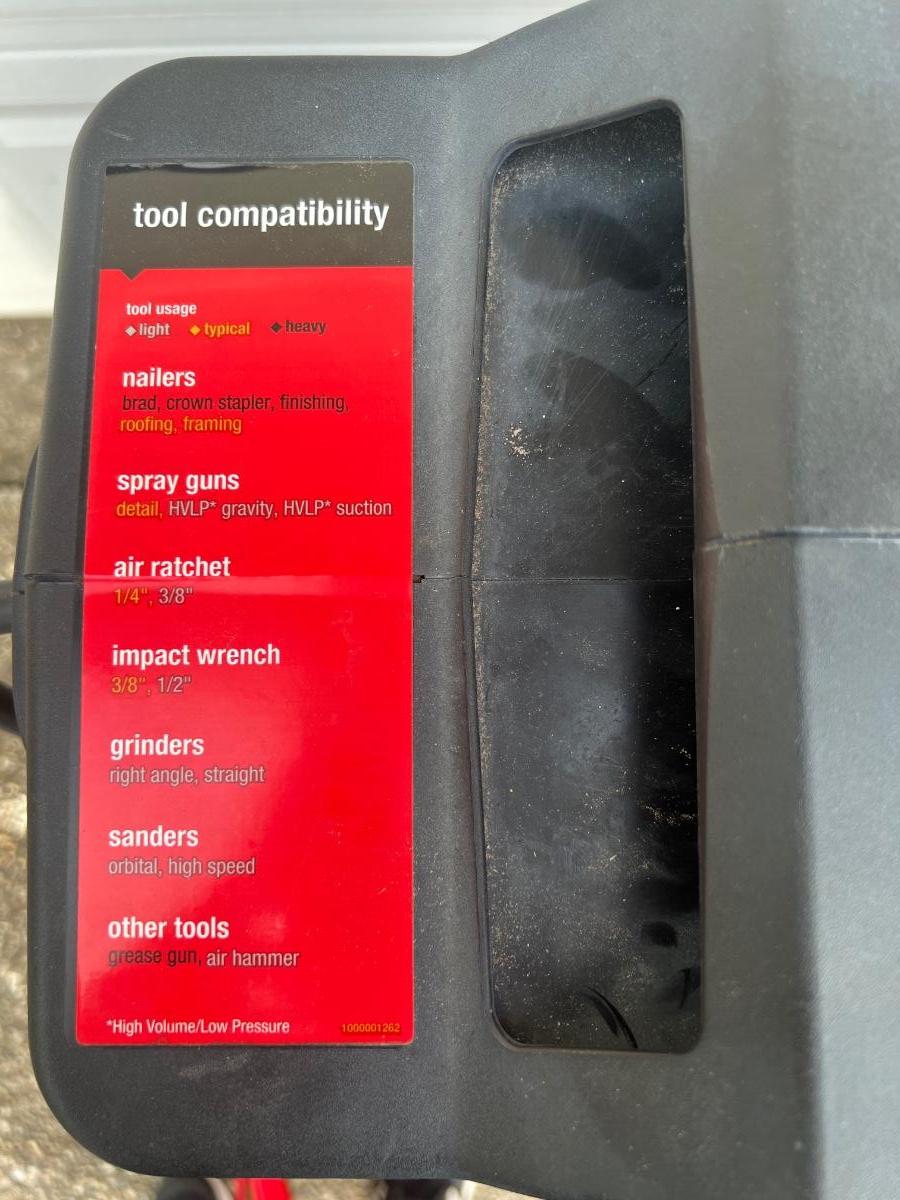 tool compatibility
tool usage
light typical heavy
nailers
brad, crown stapler, finishing,
roofing, framing
spray guns
detail, HVLP* gravity, HVLP* suction
air ratchet
1/4", 3/8"
impact wrench
3/8", 1/2"
grinders
right angle, straight
sanders
orbital, high speed
other tools
grease gun, air hammer
*High Volume/Low Pressure 1000001262